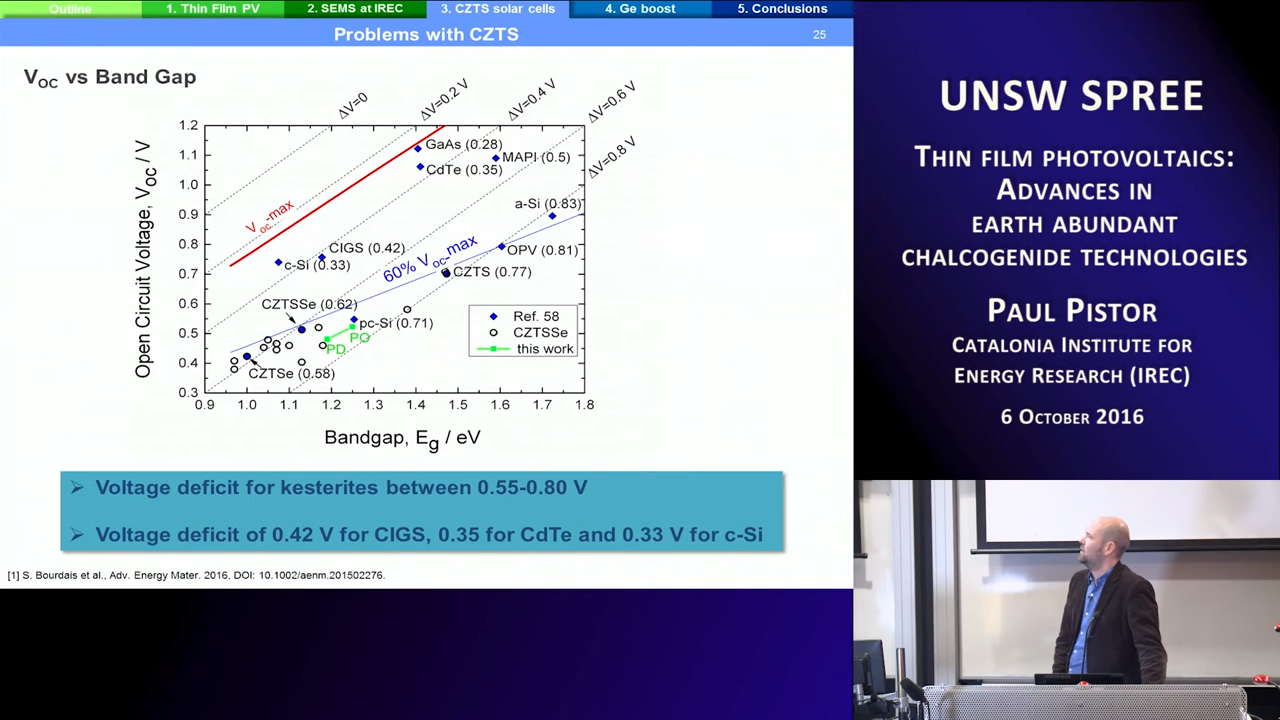 Outline
1. Thin Film PV
2. SEMS at IREC
3. CZTS solar cells
4. Ge boost
5. Conclusions
Problems with CZTS
25
VOC vs Band Gap
ΔV=0
ΔV=0.2 V
ΔV=0.4 V
ΔV=0.6 V
ΔV=0.8 V
1.2
1.1
1.0
0.9
0.8
0.7
0.6
0.5
0.4
0.3
Open Circuit Voltage, VOC / V
GaAs (0.28)
MAPI (0.5)
CdTe (0.35)
a-Si (0.83)
Voc-max
CIGS (0.42)
c-Si (0.33)
60% Voc-max
OPV (0.81)
CZTS (0.77)
CZTSSe (0.62)
pc-Si (0.71)
PO
PD
CZTSe (0.58)
Ref. 58
CZTSSe
this work
0.9 1.0 1.1 1.2 1.3 1.4 1.5 1.6 1.7 1.8
Bandgap, Eg / eV
Voltage deficit for kesterites between 0.55-0.80 V
Voltage deficit of 0.42 V for CIGS, 0.35 for CdTe and 0.33 V for c-Si
[1] S. Bourdais et al., Adv. Energy Mater. 2016, DOI: 10.1002/aenm.201502276.
UNSW SPREE
THIN FILM PHOTOVOLTAICS:
ADVANCES IN
EARTH ABUNDANT
CHALCOGENIDE TECHNOLOGIES
PAUL PISTOR
CATALONIA INSTITUTE FOR
ENERGY RESEARCH (IREC)
6 OCTOBER 2016